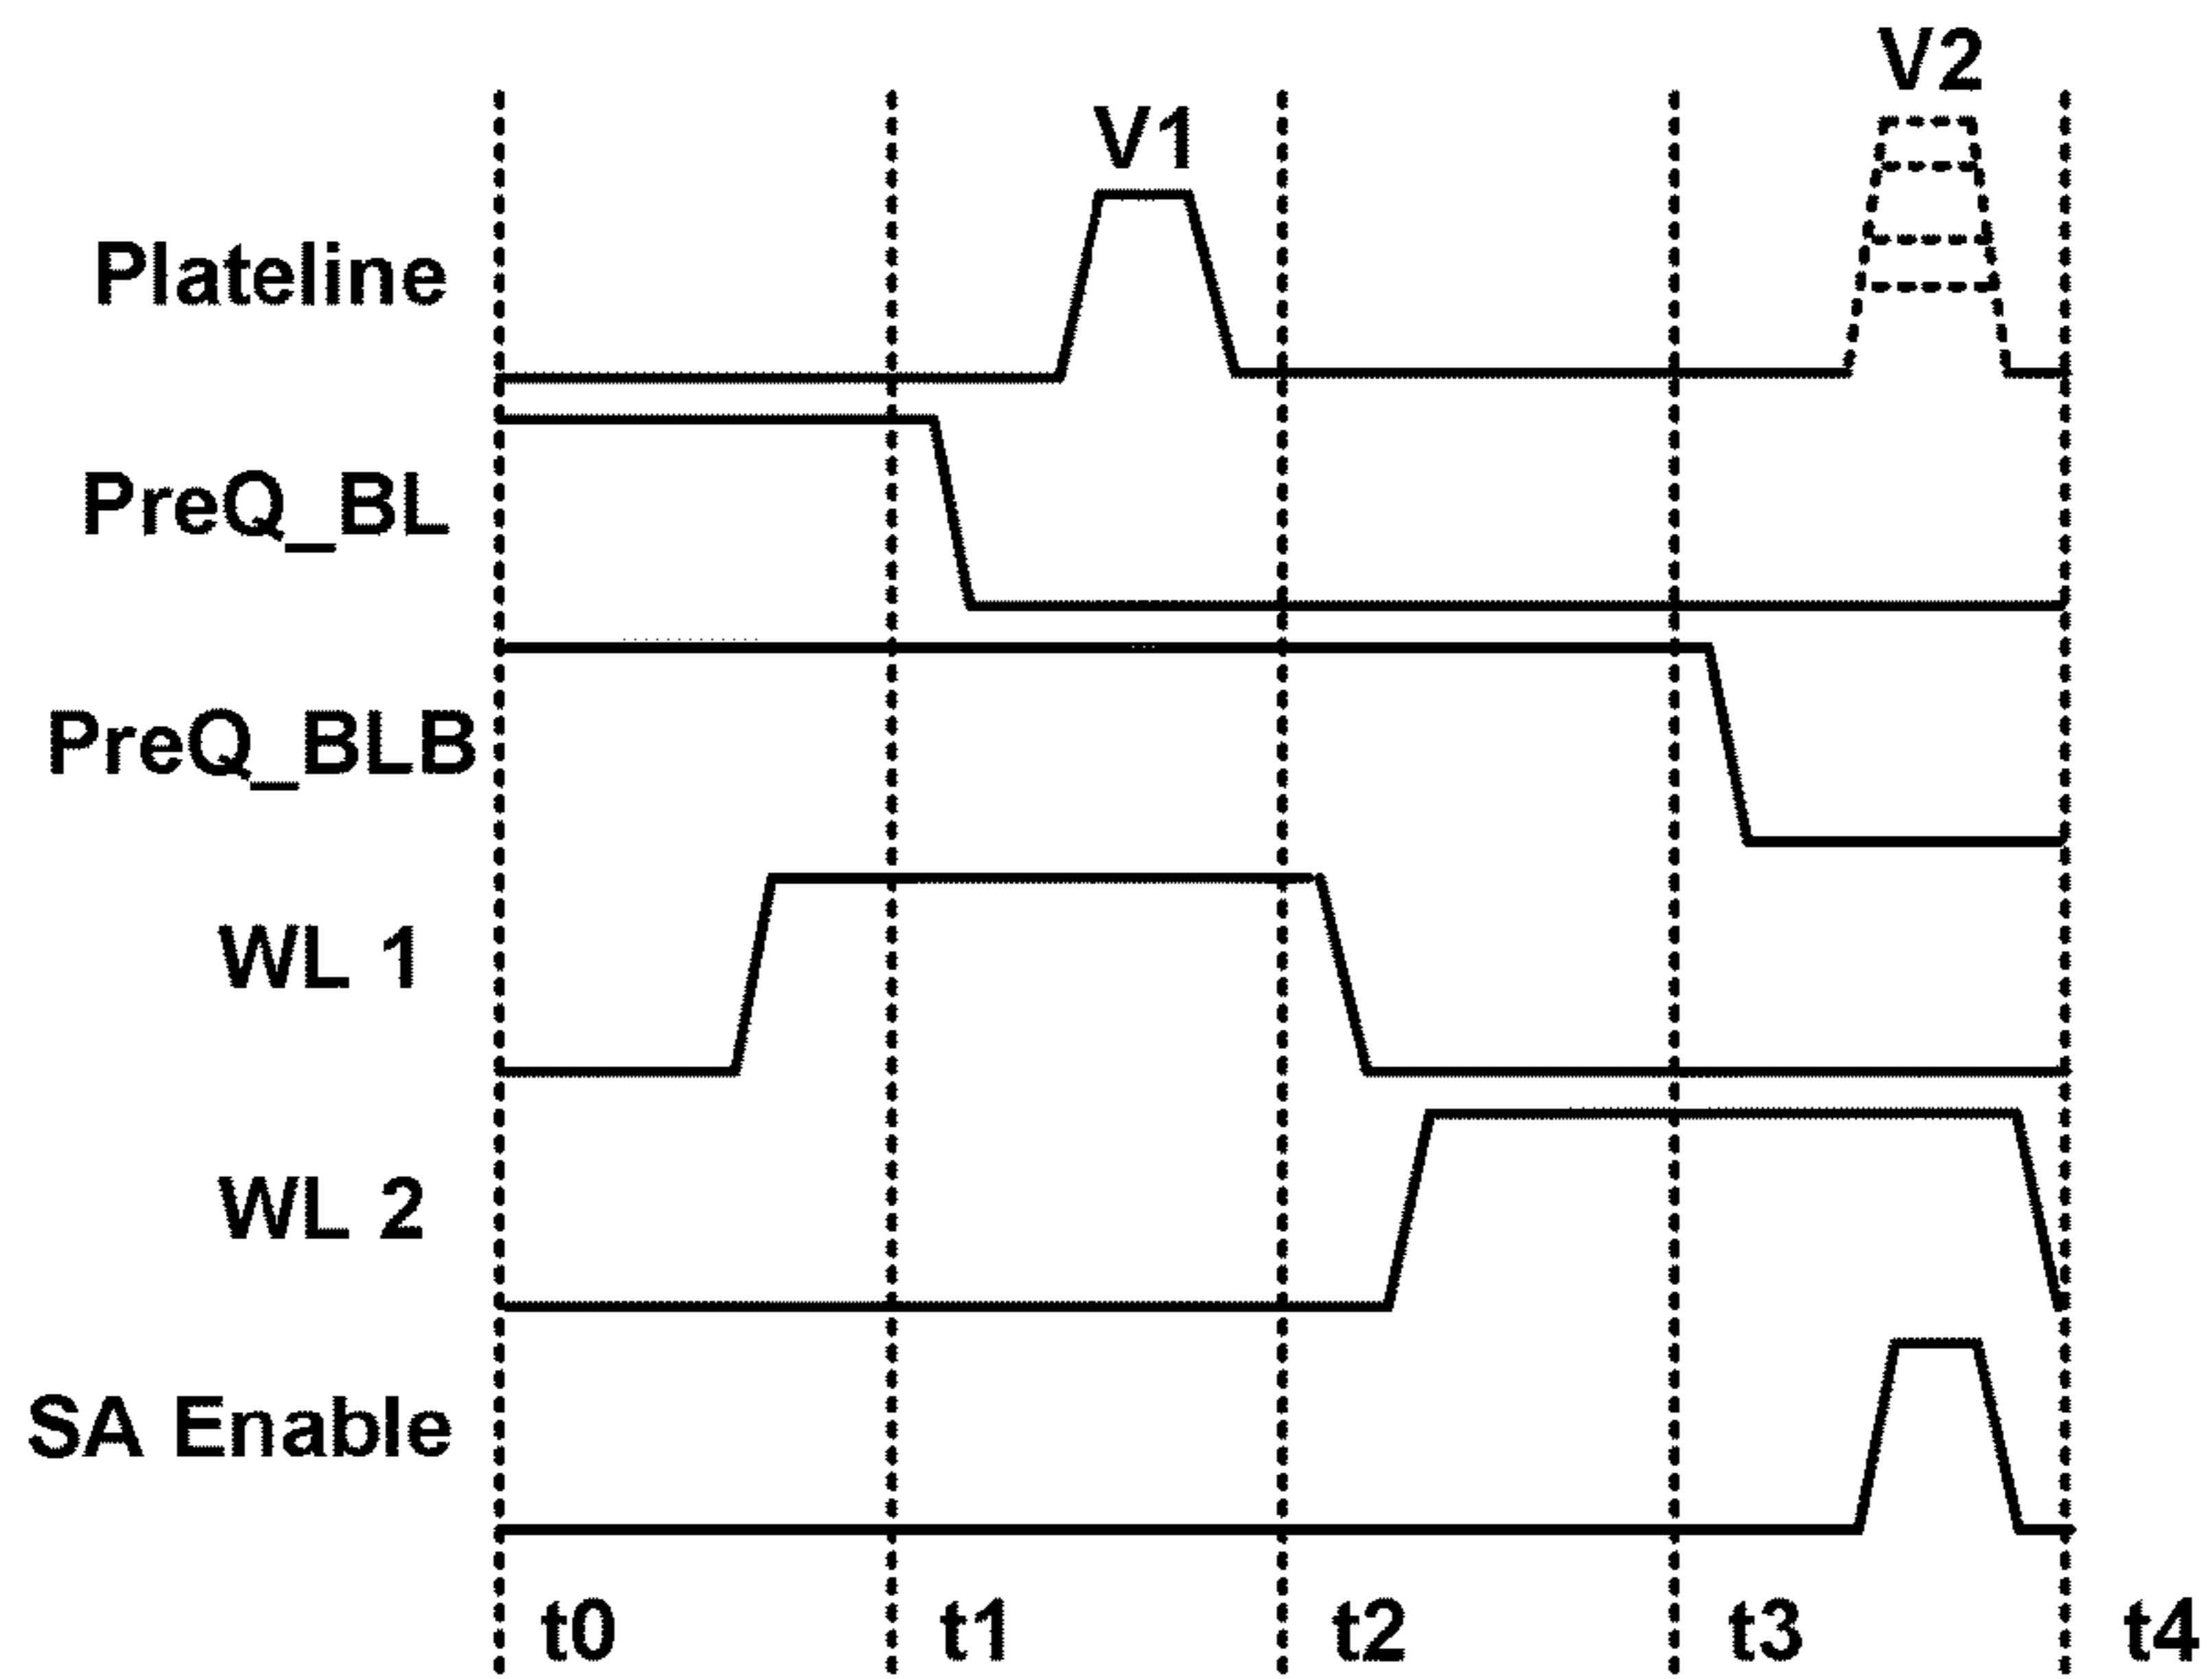 V2
V1
Plateline
PreQ_BL
PreQ_BLB
WL 1
WL 2
SA Enable
t0 t1 t2 t3 t4